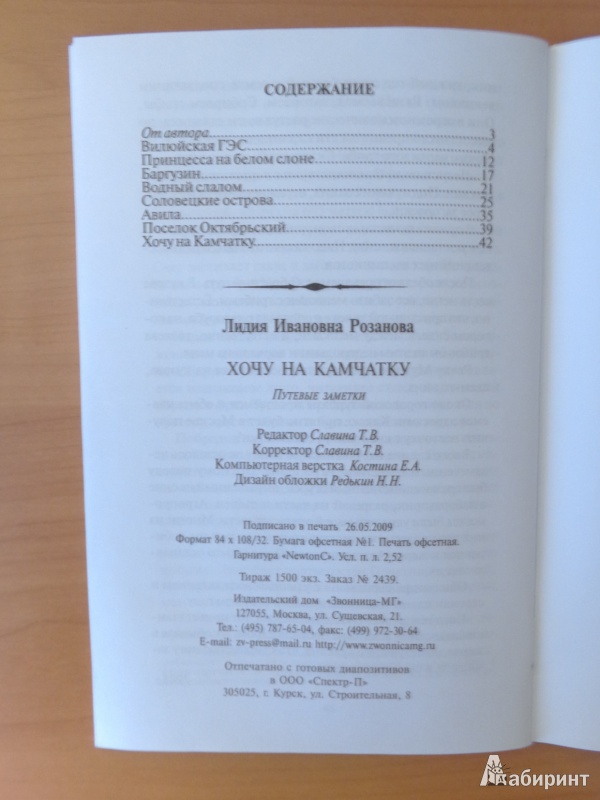 СОДЕРЖАНИЕ
От автора 3
Вилюйская ГЭС 4
Принцесса на белом слоне 12
Баргузин 17
Водный слалом 21
Соловецкие острова 25
Авила 35
Поселок Октябрьский 39
Хочу на Камчатку 42
Лидия Ивановна Розанова
ХОЧУ НА КАМЧАТКУ
Путевые заметки
Редактор Славина Т.В.
Корректор Славина Т.В.
Компьютерная верстка Костина Е.А.
Дизайн обложки Редькин Н.Н.
Подписано в печать 26.05.2009
Формат 84 х 108/32. Бумага офсетная №1. Печать офсетная.
Гарнитура «NewtonC». Усл. п. л. 2,52
Тираж 1500 экз. Заказ № 2439.
Издательский дом «Звонница-МГ»
127055, Москва, ул. Сущевская, 21.
Тел.: (495) 787-65-04, факс: (499) 972-30-64
E-mail: zv-press@mail.ru http://www.zwonnicamg.ru
Отпечатано с готовых диапозитивов
в ООО «Спектр-П»
305025, г. Курск, ул. Строительная, 8
Лабиринт